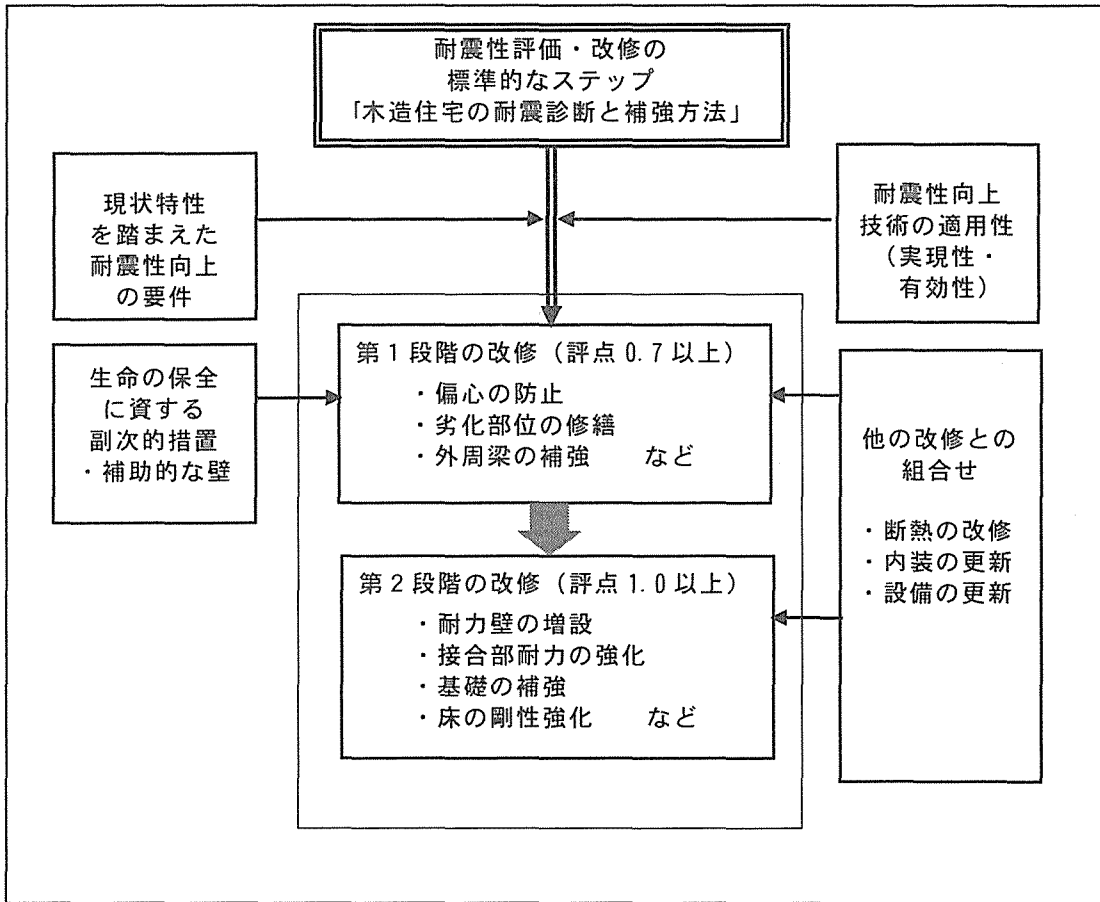 耐震性評価・改修の
標準的なステップ
「木造住宅の耐震診断と補強方法」
現状特性
を踏まえた
耐震性向上
の要件
耐震性向上
技術の適用性
（実現性・
有効性）
生命の保全
に資する
副次的措置
・補助的な壁
第１段階の改修（評点０.７以上）
・偏心の防止
・劣化部位の修繕
・外周梁の補強　　など
他の改修との
組合せ
・断熱の改修
・内装の更新
・設備の更新
第２段階の改修（評点１.０以上）
・耐力壁の増設
・接合部耐力の強化
・基礎の補強
・床の剛性強化　　など